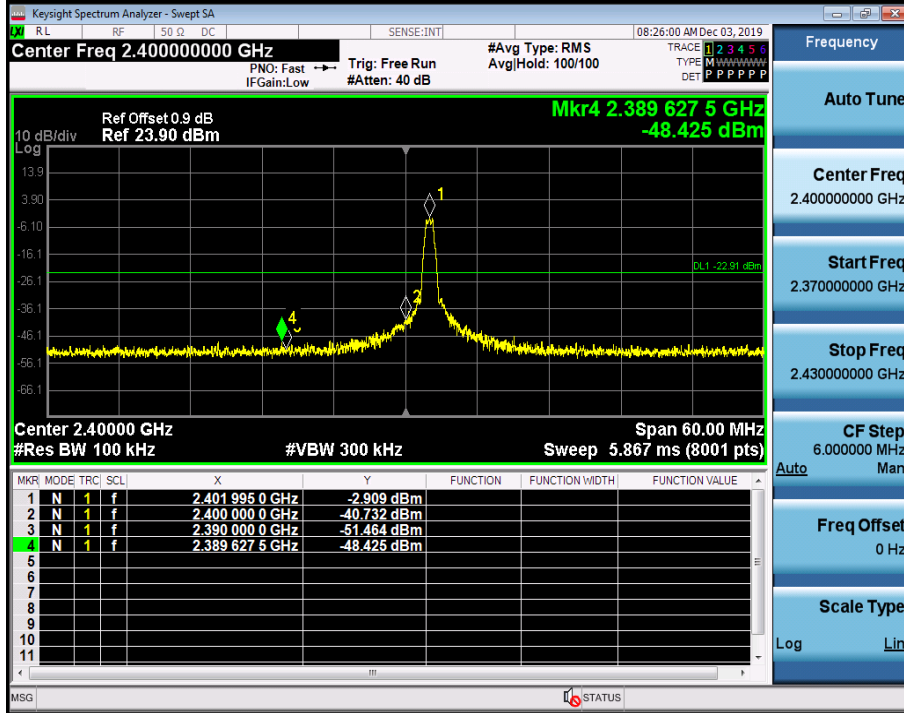 Keysight Spectrum Analyzer - Swept SA
LXI RL RF 50 Ω DC SENSE:INT 08:26:00 AM Dec 03, 2019
Center Freq 2.400000000 GHz
PNO: Fast
IFGain:Low
Trig: Free Run
#Atten: 40 dB
#Avg Type: RMS
Avg|Hold: 100/100
TRACE 1 2 3 4 5 6
TYPE M W W W W W
DET P P P P P P
Ref Offset 0.9 dB
10 dB/div Ref 23.90 dBm
Log
Mkr4 2.389 627 5 GHz
-48.425 dBm
13.9
3.90
-6.10
-16.1
-26.1
-36.1
-46.1
-56.1
-66.1
1
2
4
DL1 -22.91 dBm
Center 2.40000 GHz Span 60.00 MHz
#Res BW 100 kHz #VBW 300 kHz Sweep 5.867 ms (8001 pts)
MKR MODE TRC SCL X Y FUNCTION FUNCTION WIDTH FUNCTION VALUE
1 N 1 f 2.401 995 0 GHz -2.909 dBm
2 N 1 f 2.400 000 0 GHz -40.732 dBm
3 N 1 f 2.390 000 0 GHz -51.464 dBm
4 N 1 f 2.389 627 5 GHz -48.425 dBm
5
6
7
8
9
10
11
MSG STATUS
Frequency
Auto Tune
Center Freq
2.400000000 GHz
Start Freq
2.370000000 GHz
Stop Freq
2.430000000 GHz
CF Step
6.000000 MHz
Auto Man
Freq Offset
0 Hz
Scale Type
Log Lin